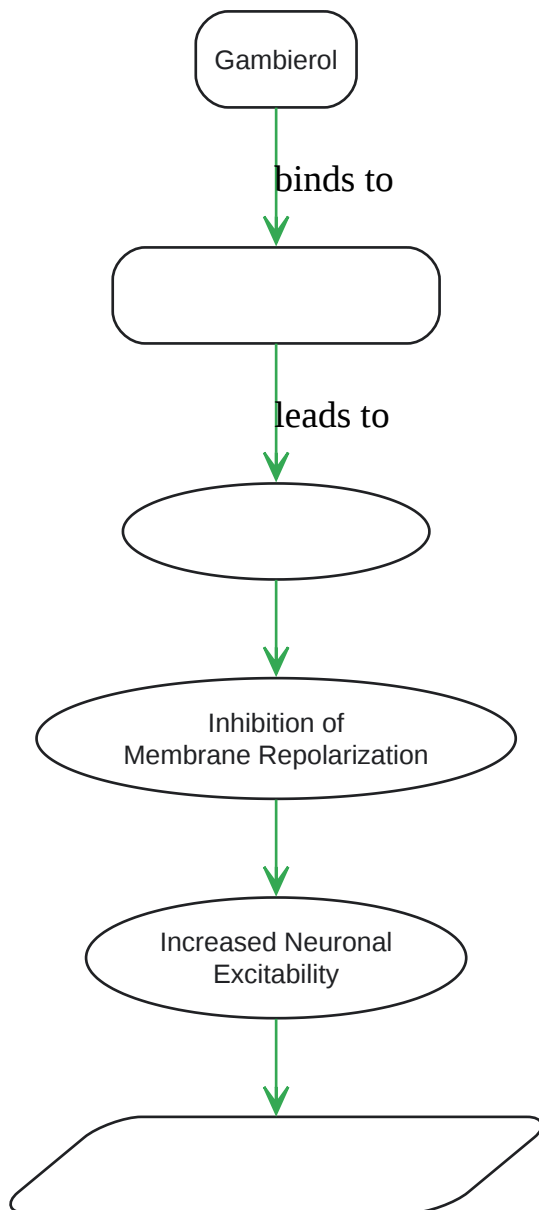 Gambierol
binds to
leads to
Inhibition of
Membrane Repolarization
Increased Neuronal
Excitability